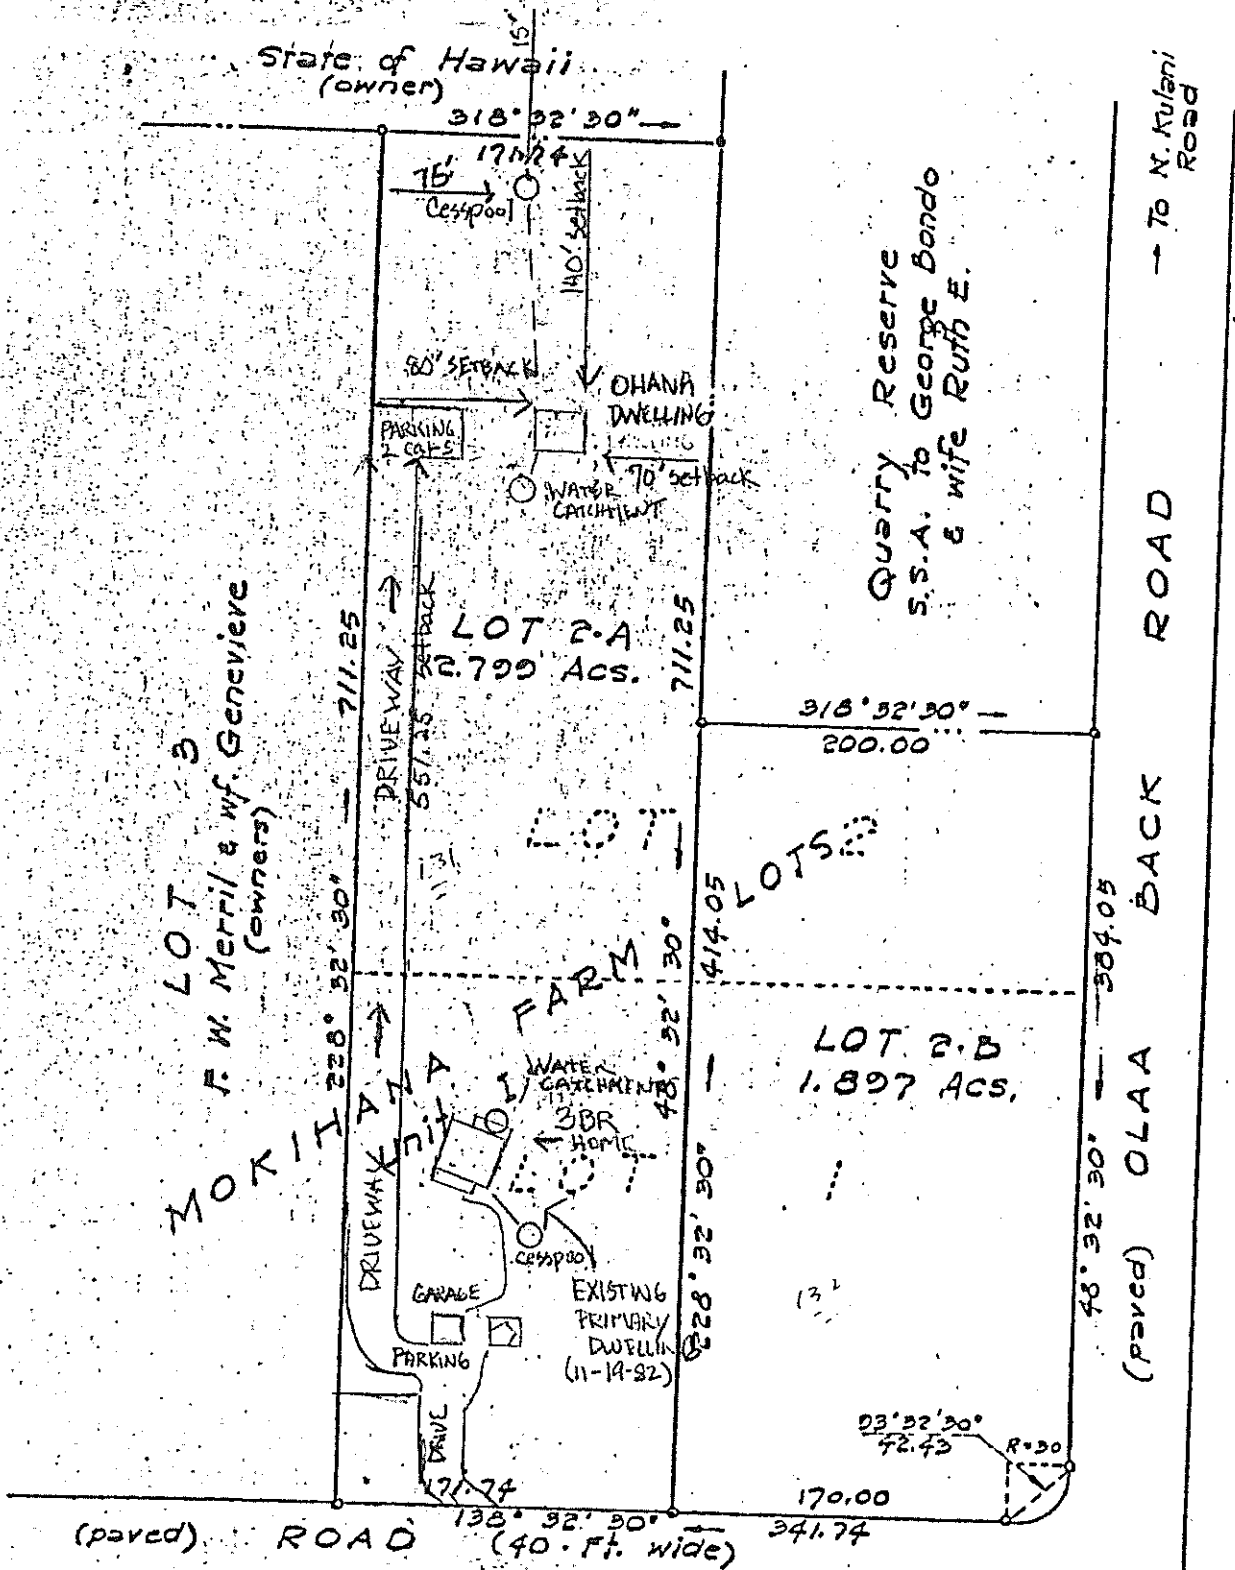 State of Hawaii
(owner)
15'
318° 32' 30"
171.74
75'
Cesspool
140' setback
→ To N. Kulani
Road
Quarry Reserve
S.S.A. to George Bondo
& wife Ruth E.
80' SETBACK
OHANA
DWELLING
PARKING
2 cars
70' setback
WATER
CATCHMENT
711.25
DRIVEWAY →
551.25 setback
LOT 2-A
2.799 Acs.
711.25
318° 32' 30"
200.00
LOT 3
F. W. Merril & wf. Genevieve
(owners)
LOT
LOTS 2
131
228° 32' 30"
FARM
48° 32' 30"
414.05
384.05
OLAA BACK ROAD
(paved)
MOKIHANA
Unit I
DRIVEWAY →
WATER
CATCHMENT
3BR
← HOME
LOT
1
LOT 2-B
1.897 Acs.
Cesspool
228° 32' 30"
48° 32' 30"
132
GARAGE
EXISTING
PRIMARY
DWELLING
(11-19-82)
PARKING
DRIVE
93° 32' 30"
42.43
R=30
171.74
170.00
138° 32' 30"
341.74
(paved) ROAD (40-Ft. wide)